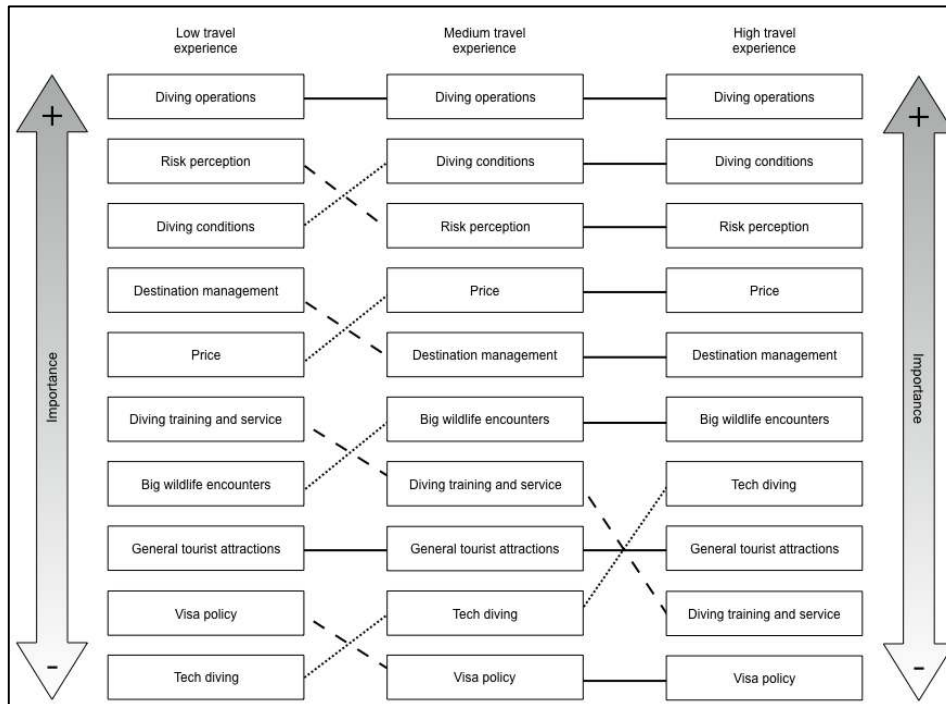 Low travel
experience
Medium travel
experience
High travel
experience
+
+
Diving operations
Diving operations
Diving operations
Risk perception
Diving conditions
Diving conditions
Diving conditions
Risk perception
Risk perception
Destination management
Price
Price
Price
Destination management
Destination management
Importance
Importance
Diving training and service
Big wildlife encounters
Big wildlife encounters
Big wildlife encounters
Diving training and service
Tech diving
General tourist attractions
General tourist attractions
General tourist attractions
Visa policy
Tech diving
Diving training and service
Tech diving
Visa policy
Visa policy
-
-